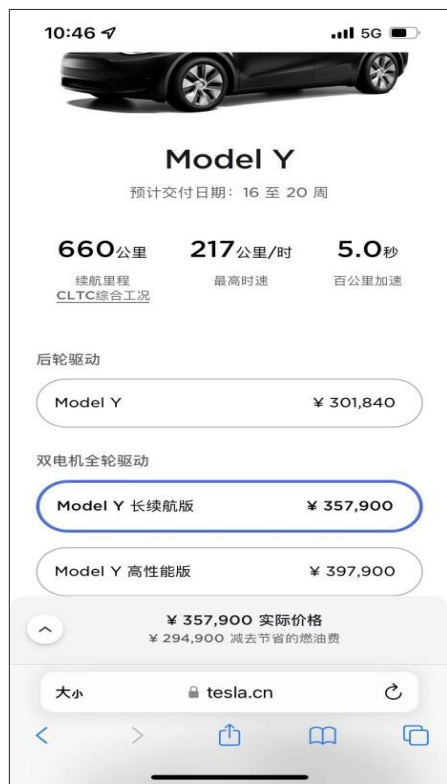 10:46 5G
Model Y
预计交付日期：16 至 20 周
660公里 217公里/时 5.0秒
续航里程 最高时速 百公里加速
CLTC综合工况
后轮驱动
Model Y ¥ 301,840
双电机全轮驱动
Model Y 长续航版 ¥ 357,900
Model Y 高性能版 ¥ 397,900
¥ 357,900 实际价格
¥ 294,900 减去节省的燃油费
大小 tesla.cn